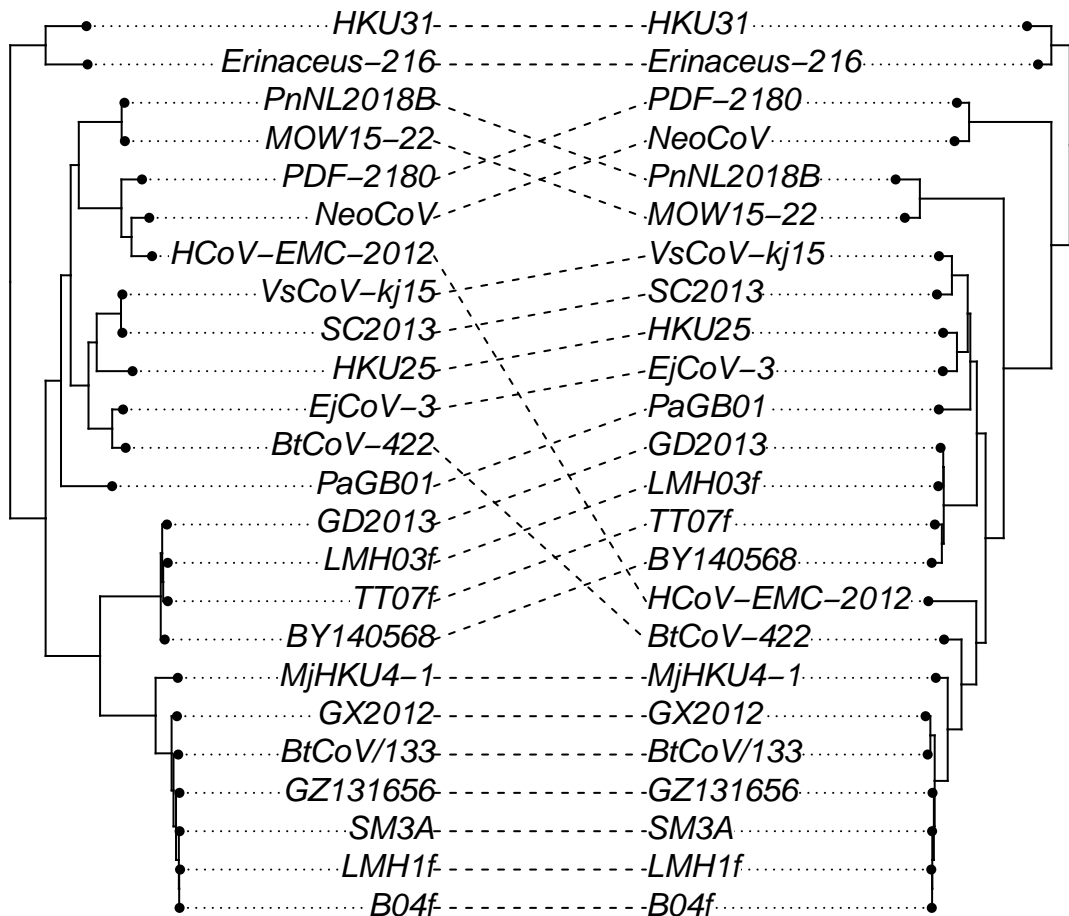 HKU31 HKU31
Erinaceus−216 Erinaceus−216
PnNL2018B PDF−2180
MOW15−22 NeoCoV
PDF−2180 PnNL2018B
NeoCoV MOW15−22
HCoV−EMC−2012 VsCoV−kj15
VsCoV−kj15 SC2013
SC2013 HKU25
HKU25 EjCoV−3
EjCoV−3 PaGB01
BtCoV−422 GD2013
PaGB01 LMH03f
GD2013 TT07f
LMH03f BY140568
TT07f HCoV−EMC−2012
BY140568 BtCoV−422
MjHKU4−1 MjHKU4−1
GX2012 GX2012
BtCoV/133 BtCoV/133
GZ131656 GZ131656
SM3A SM3A
LMH1f LMH1f
B04f B04f